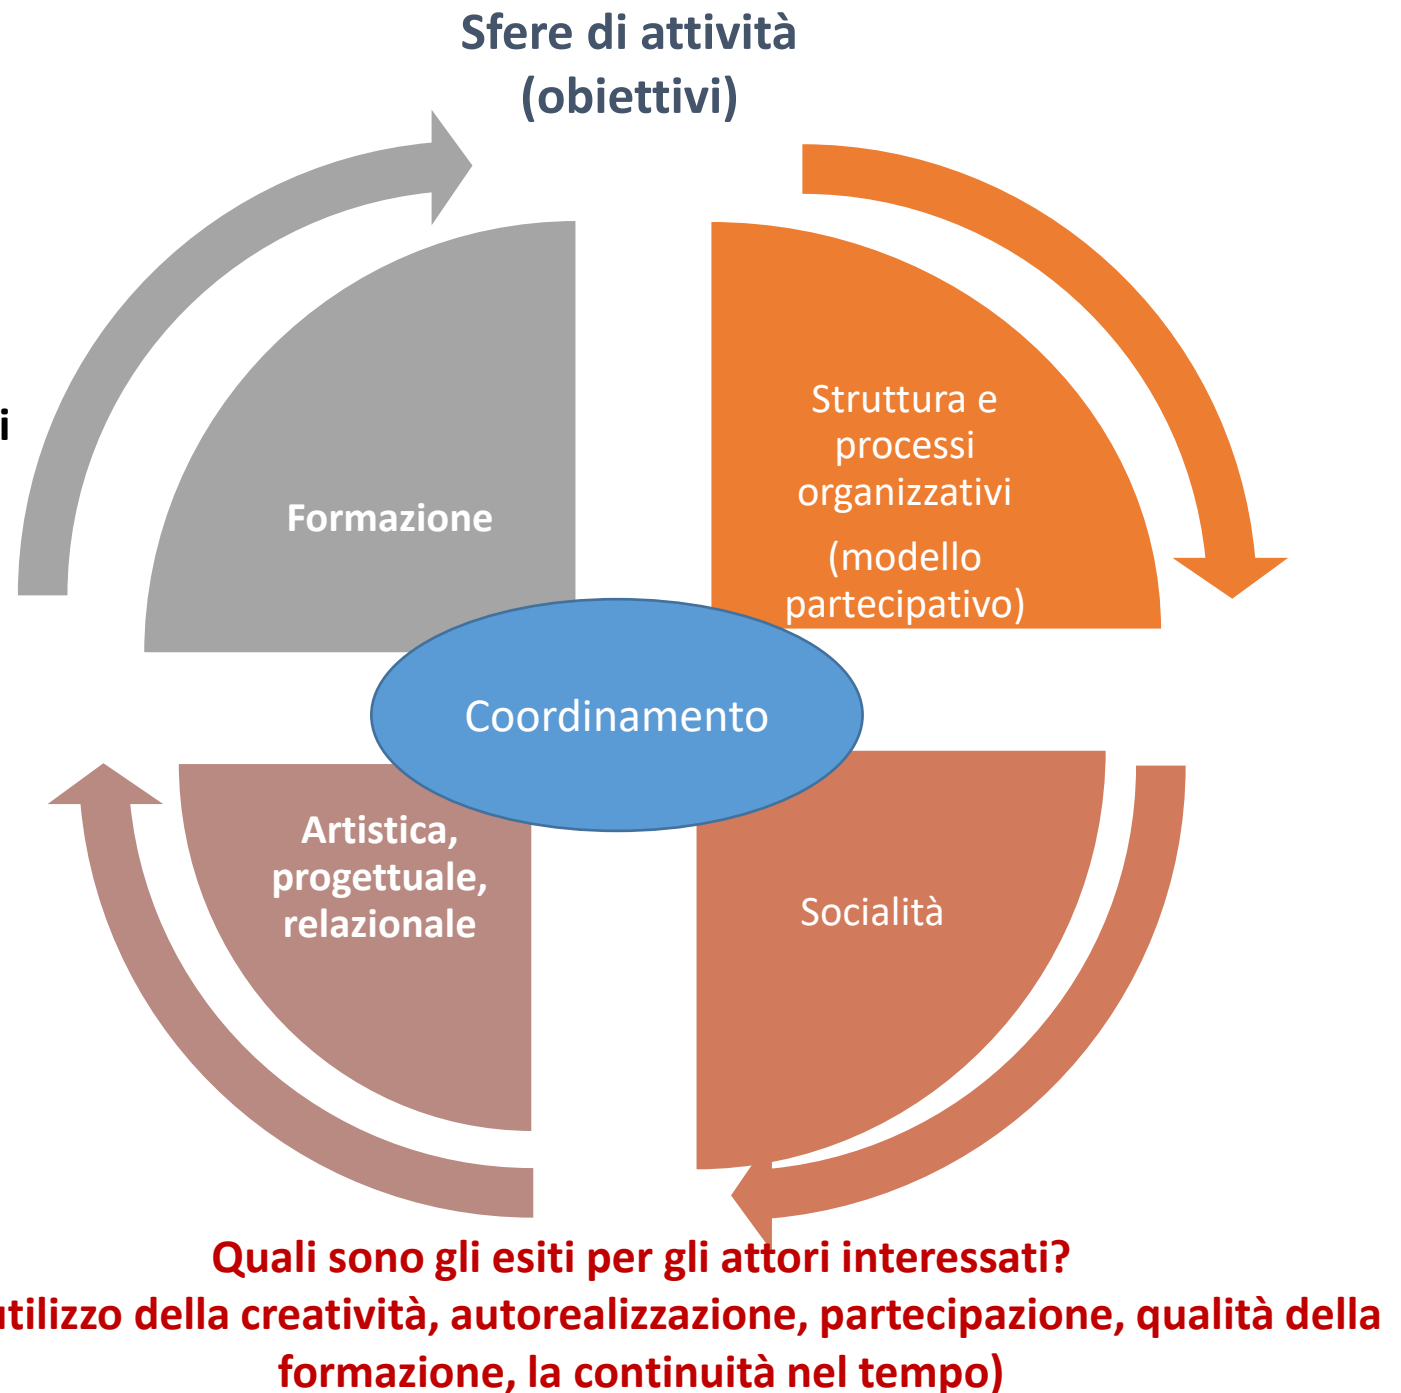 Sfere di attività
(obiettivi)
i
Formazione
Struttura e
processi
organizzativi
(modello
partecipativo)
Coordinamento
Artistica,
progettuale,
relazionale
Socialità
Quali sono gli esiti per gli attori interessati?
utilizzo della creatività, autorealizzazione, partecipazione, qualità della
formazione, la continuità nel tempo)